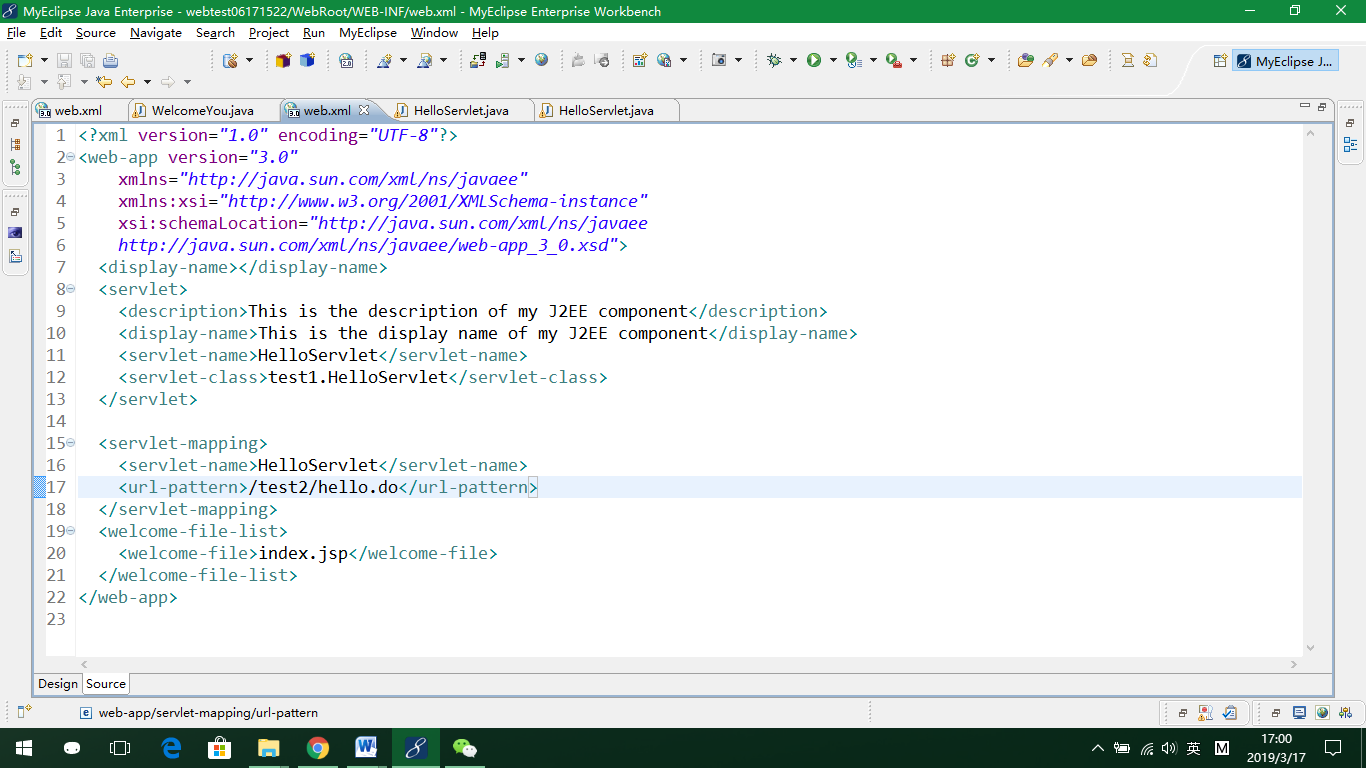 MyEclipse Java Enterprise - webtest06171522/WebRoot/WEB-INF/web.xml - MyEclipse Enterprise Workbench
File Edit Source Navigate Search Project Run MyEclipse Window Help
MyEclipse J...
web.xml WelcomeYou.java web.xml HelloServlet.java HelloServlet.java
1 <?xml version="1.0" encoding="UTF-8"?>
2 <web-app version="3.0"
3 xmlns="http://java.sun.com/xml/ns/javaee"
4 xmlns:xsi="http://www.w3.org/2001/XMLSchema-instance"
5 xsi:schemaLocation="http://java.sun.com/xml/ns/javaee
6 http://java.sun.com/xml/ns/javaee/web-app_3_0.xsd">
7 <display-name></display-name>
8 <servlet>
9 <description>This is the description of my J2EE component</description>
10 <display-name>This is the display name of my J2EE component</display-name>
11 <servlet-name>HelloServlet</servlet-name>
12 <servlet-class>test1.HelloServlet</servlet-class>
13 </servlet>
14
15 <servlet-mapping>
16 <servlet-name>HelloServlet</servlet-name>
17 <url-pattern>/test2/hello.do</url-pattern>
18 </servlet-mapping>
19 <welcome-file-list>
20 <welcome-file>index.jsp</welcome-file>
21 </welcome-file-list>
22 </web-app>
23
Design Source
web-app/servlet-mapping/url-pattern
英 M 17:00
2019/3/17